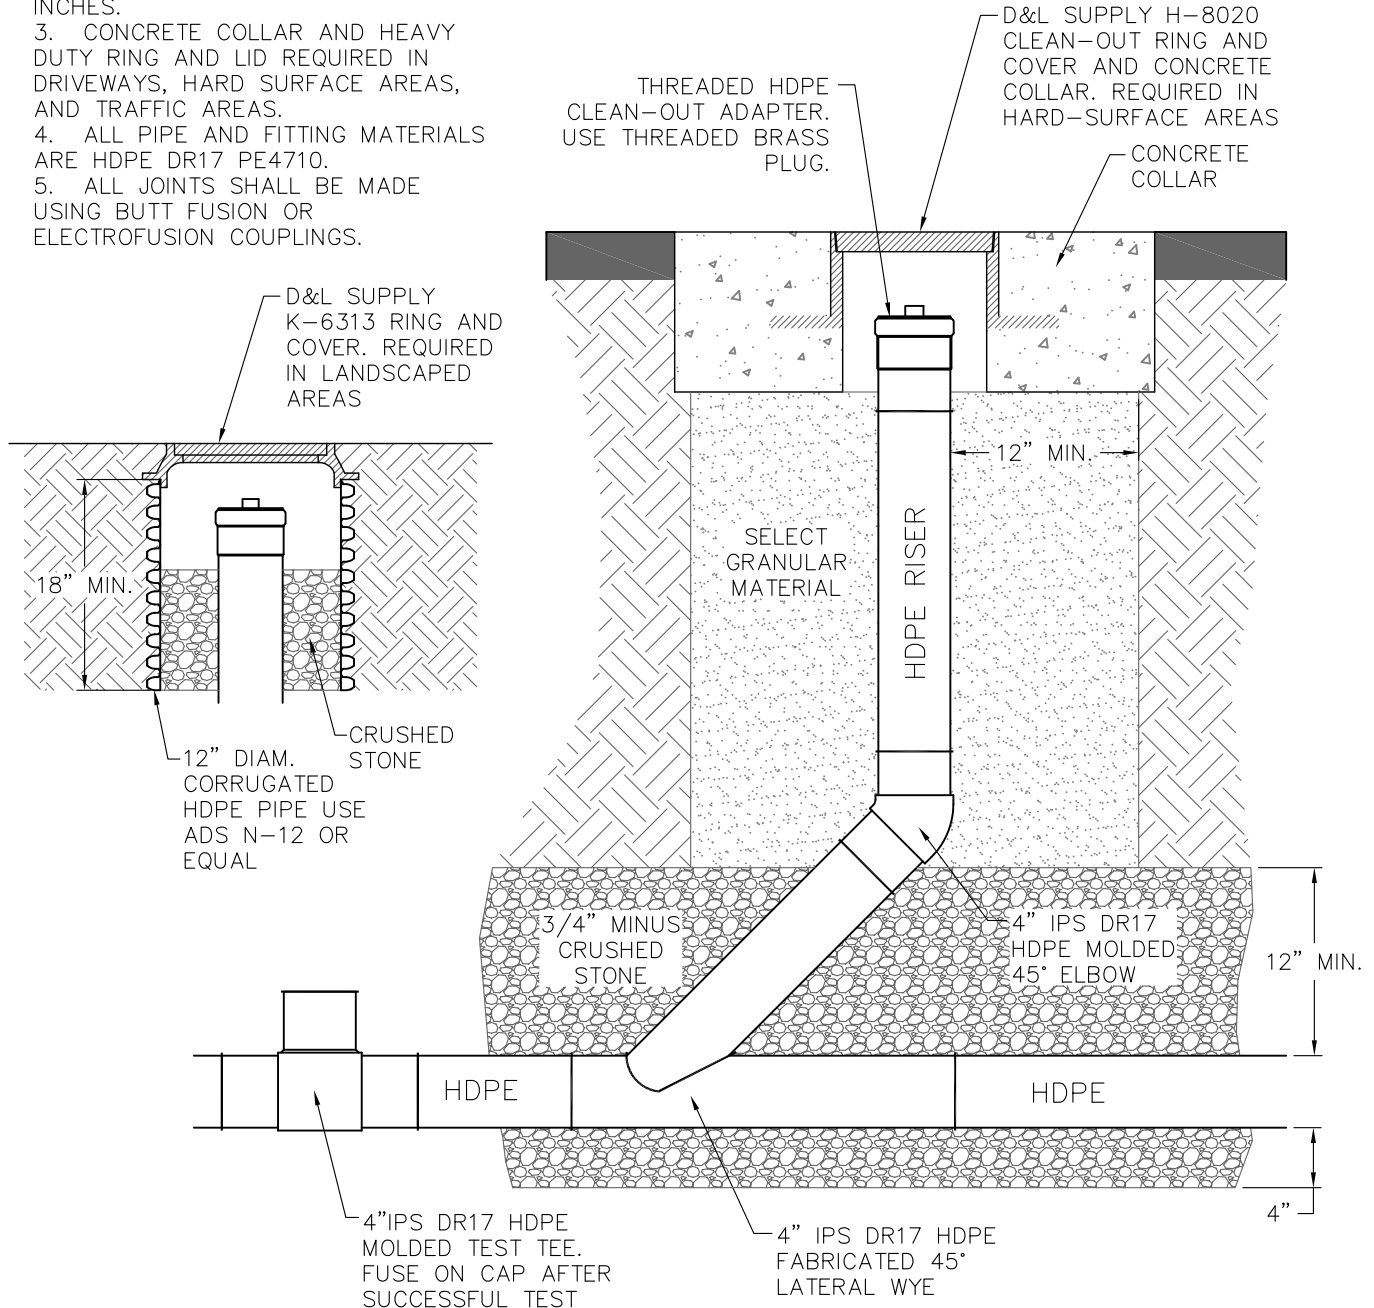 INCHES.
3. CONCRETE COLLAR AND HEAVY
DUTY RING AND LID REQUIRED IN
DRIVEWAYS, HARD SURFACE AREAS,
AND TRAFFIC AREAS.
4. ALL PIPE AND FITTING MATERIALS
ARE HDPE DR17 PE4710.
5. ALL JOINTS SHALL BE MADE
USING BUTT FUSION OR
ELECTROFUSION COUPLINGS.
THREADED HDPE
CLEAN-OUT ADAPTER.
USE THREADED BRASS
PLUG.
D&L SUPPLY H-8020
CLEAN-OUT RING AND
COVER AND CONCRETE
COLLAR. REQUIRED IN
HARD-SURFACE AREAS
CONCRETE
COLLAR
D&L SUPPLY
K-6313 RING AND
COVER. REQUIRED
IN LANDSCAPED
AREAS
18" MIN.
12" MIN.
SELECT
GRANULAR
MATERIAL
HDPE RISER
CRUSHED
STONE
12" DIAM.
CORRUGATED
HDPE PIPE USE
ADS N-12 OR
EQUAL
3/4" MINUS
CRUSHED
STONE
4" IPS DR17
HDPE MOLDED
45° ELBOW
12" MIN.
HDPE
HDPE
4"
4"IPS DR17 HDPE
MOLDED TEST TEE.
FUSE ON CAP AFTER
SUCCESSFUL TEST
4" IPS DR17 HDPE
FABRICATED 45°
LATERAL WYE